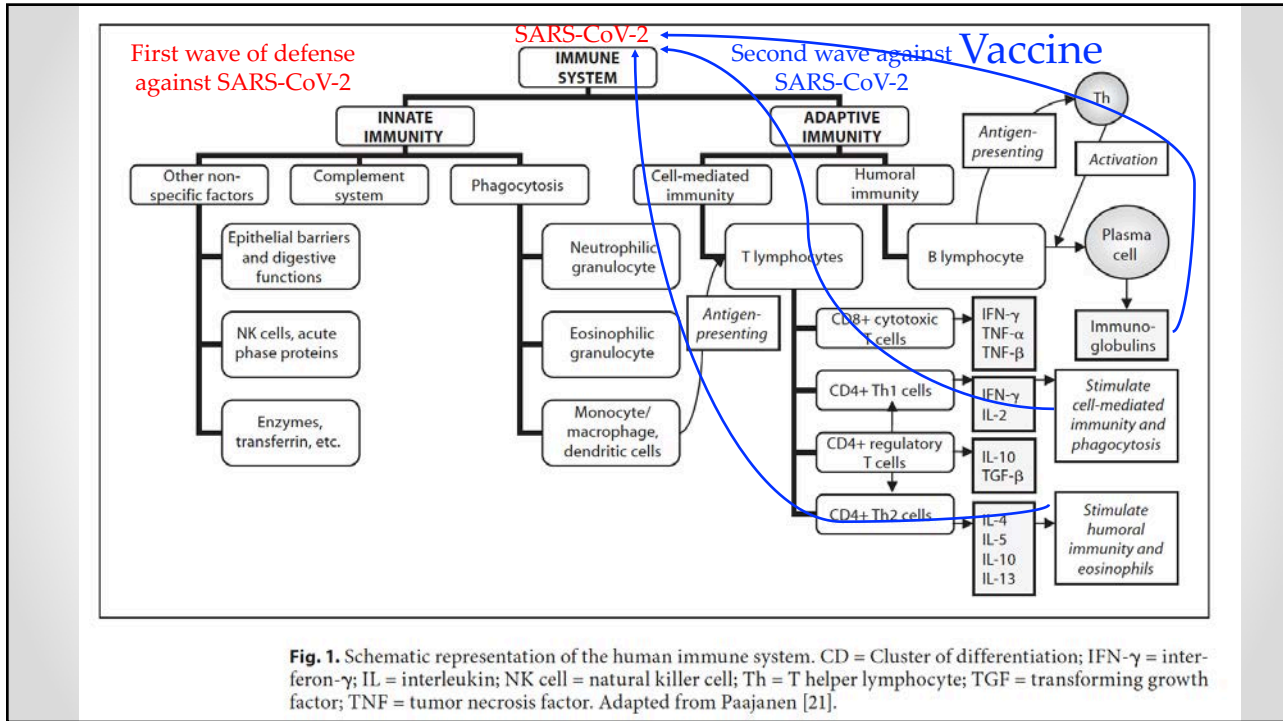 First wave of defense
against SARS-CoV-2
SARS-CoV-2
Second wave against Vaccine
SARS-CoV-2
IMMUNE
SYSTEM
INNATE
IMMUNITY
ADAPTIVE
IMMUNITY
Other non-
specific factors
Complement
system
Phagocytosis
Cell-mediated
immunity
Humoral
immunity
Antigen-
presenting
Th
Activation
Epithelial barriers
and digestive
functions
NK cells, acute
phase proteins
Enzymes,
transferrin, etc.
Neutrophilic
granulocyte
Eosinophilic
granulocyte
Monocyte/
macrophage,
dendritic cells
Antigen-
presenting
T lymphocytes
B lymphocyte
Plasma
cell
Immuno-
globulins
CD8+ cytotoxic
T cells
IFN-γ
TNF-α
TNF-β
CD4+ Th1 cells
IFN-γ
IL-2
Stimulate
cell-mediated
immunity and
phagocytosis
CD4+ regulatory
T cells
IL-10
TGF-β
CD4+ Th2 cells
IL-4
IL-5
IL-10
IL-13
Stimulate
humoral
immunity and
eosinophils
Fig. 1. Schematic representation of the human immune system. CD = Cluster of differentiation; IFN-γ = inter-
feron-γ; IL = interleukin; NK cell = natural killer cell; Th = T helper lymphocyte; TGF = transforming growth
factor; TNF = tumor necrosis factor. Adapted from Paajanen [21].